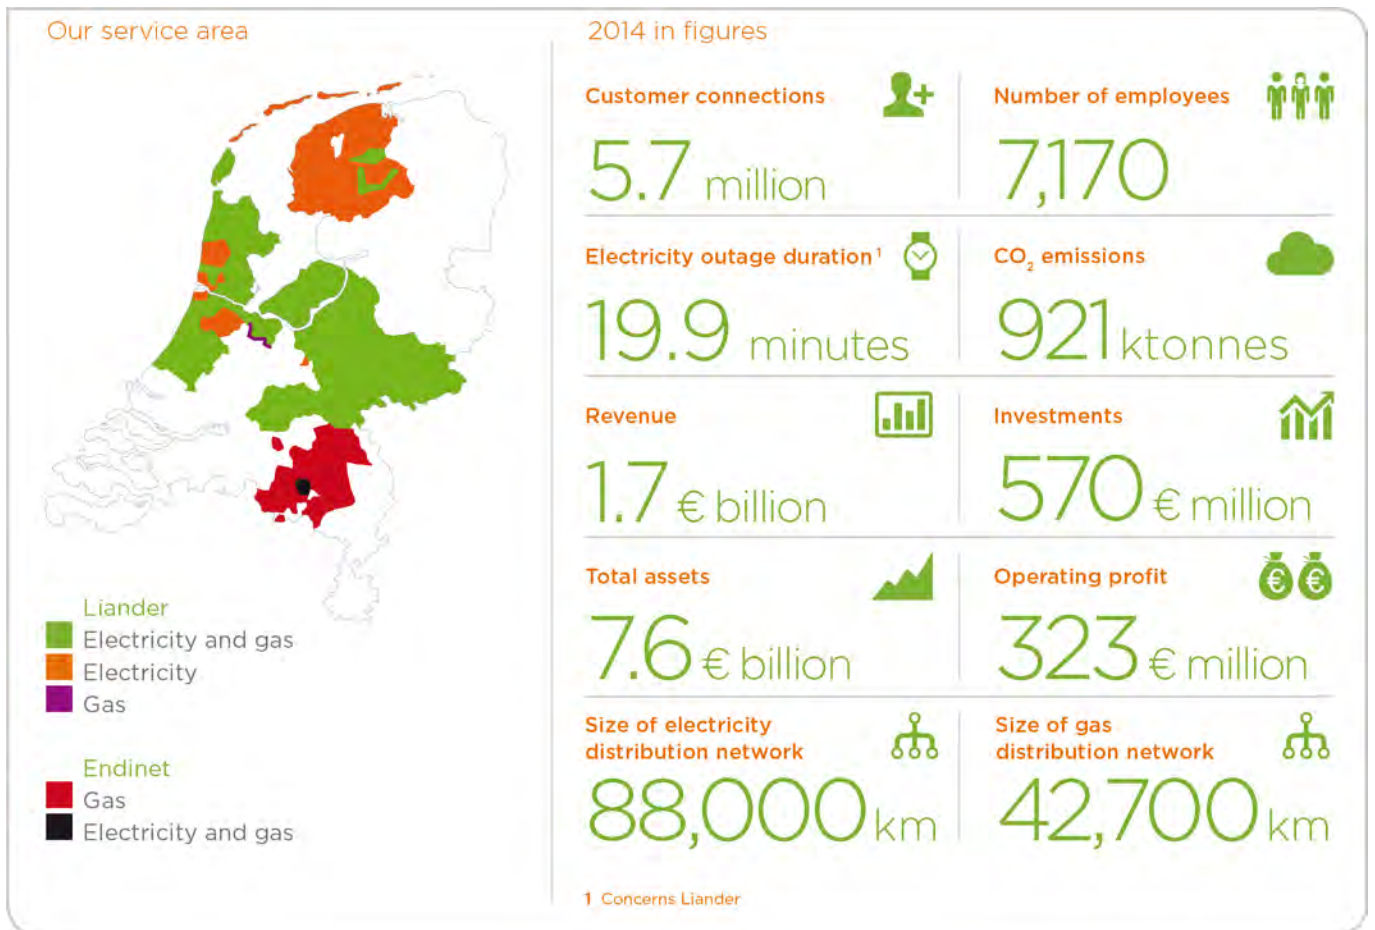 Our service area
Liander
Electricity and gas
Electricity
Gas
Endinet
Gas
Electricity and gas
2014 in figures
Customer connections
5.7 million
Number of employees
7,170
Electricity outage duration¹
19.9 minutes
CO₂ emissions
921 ktonnes
Revenue
1.7 € billion
Investments
570 € million
Total assets
7.6 € billion
Operating profit
323 € million
Size of electricity
distribution network
88,000 km
Size of gas
distribution network
42,700 km
1 Concerns Liander